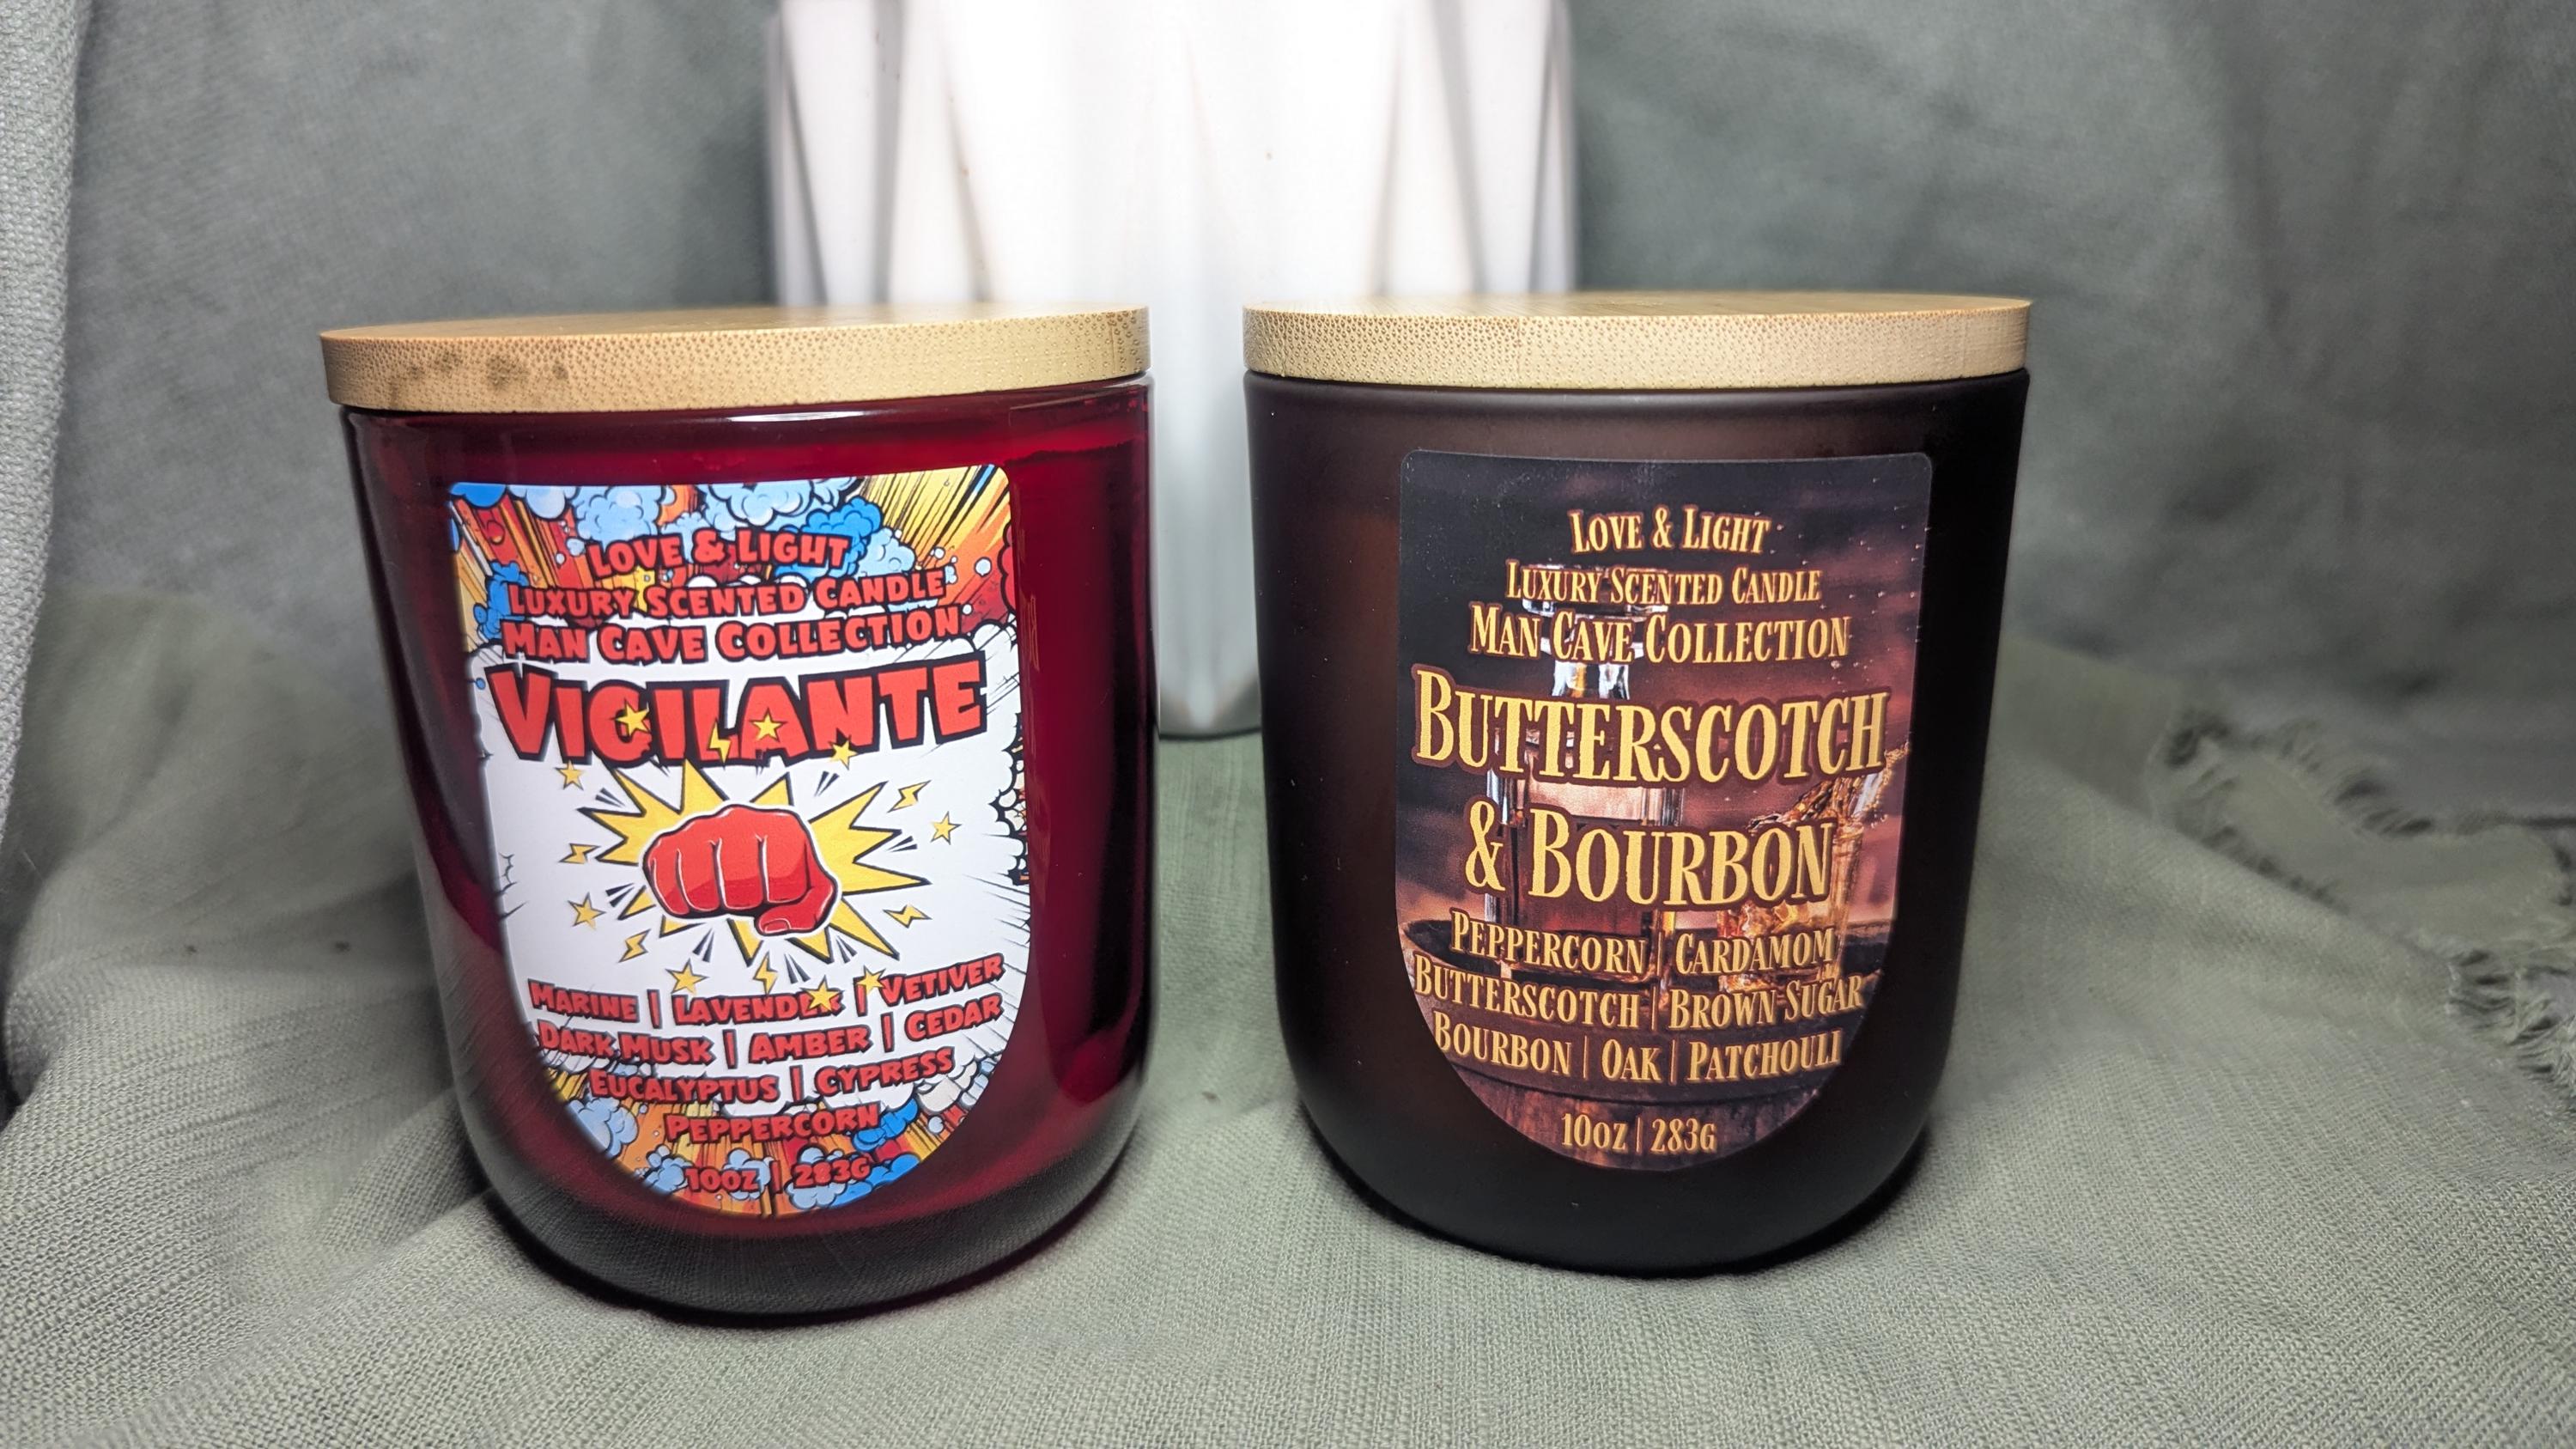 LOVE & LIGHT
LUXURY SCENTED CANDLE
MAN CAVE COLLECTION
VIGILANTE
MARINE | LAVENDER | VETIVER
DARK MUSK | AMBER | CEDAR
EUCALYPTUS | CYPRESS
PEPPERCORN
10OZ | 283G
LOVE & LIGHT
LUXURY SCENTED CANDLE
MAN CAVE COLLECTION
BUTTERSCOTCH
& BOURBON
PEPPERCORN | CARDAMOM
BUTTERSCOTCH | BROWN SUGAR
BOURBON | OAK | PATCHOULI
10OZ | 283G